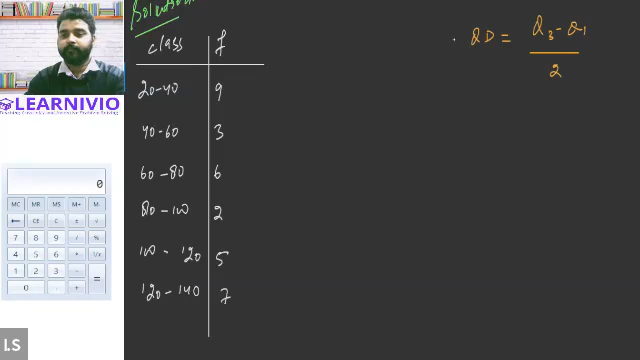 Solution
class f
QD = Q3 - Q1
2
20-40 9
40-60 3
60-80 6
80-100 2
100 - 120 5
120 - 140 7
LEARNIVIO
0
MC MR MS M+ M-
← CE C ± √
7 8 9 / %
4 5 6 * 1/x
1 2 3 - =
0 . +
I.S